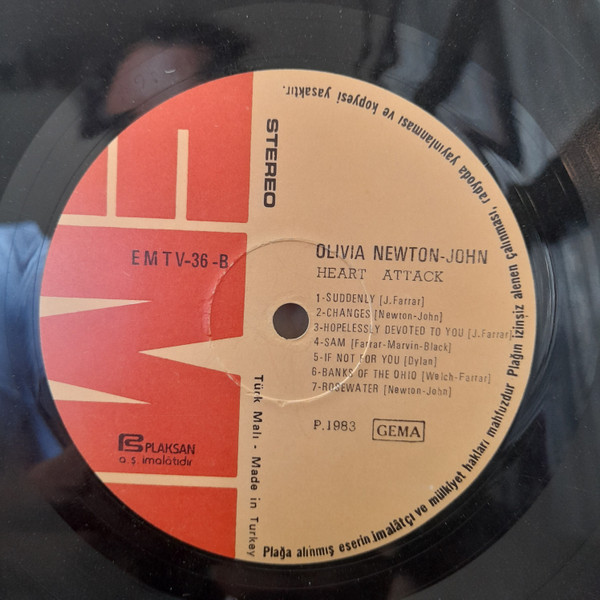 EMI
STEREO
EMTV-36-B
OLIVIA NEWTON-JOHN
HEART ATTACK
1-SUDDENLY [J.Farrar]
2-CHANGES [Newton-John]
3-HOPELESSLY DEVOTED TO YOU [J.Farrar]
4-SAM [Farrar-Marvin-Black]
5-IF NOT FOR YOU [Dylan]
6-BANKS OF THE OHIO [Welch-Farrar]
7-ROSEWATER [Newton-John]
P.1983 GEMA
PLAKSAN
a.ş. imalâtıdır
Türk Malı - Made in Turkey
Plağa alınmış eserin imalâtçı ve mülkiyet hakları mahfuzdur Plağın izinsiz alenen çalınması, radyoda yayınlanması ve kopyesi yasaktır.